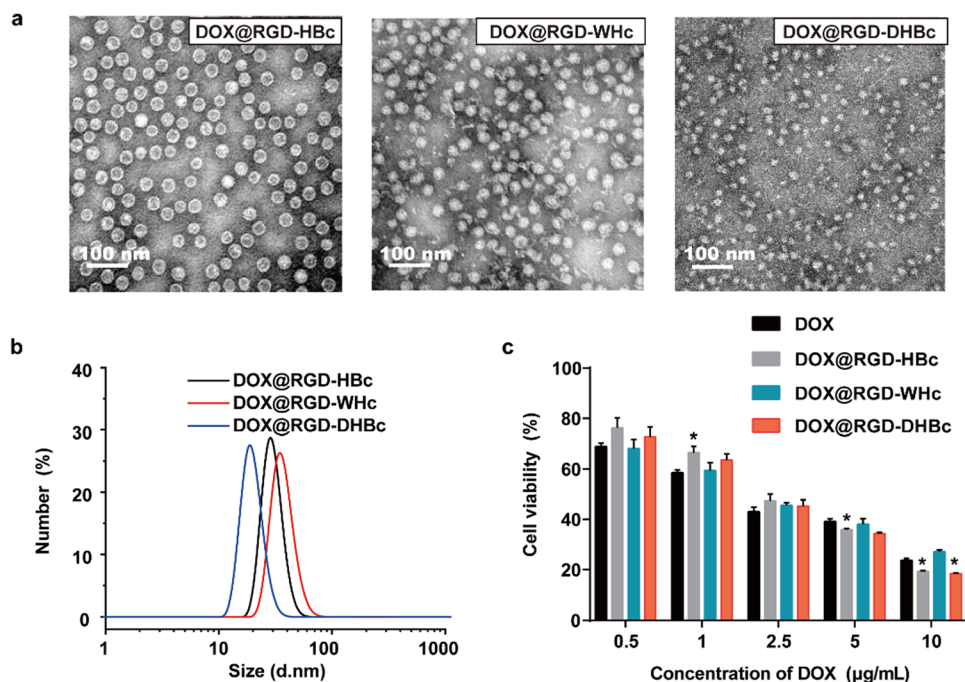 a
DOX@RGD-HBc
DOX@RGD-WHc
DOX@RGD-DHBc
100 nm
100 nm
100 nm
b
40
30
20
10
0
Number (%)
1
10
100
1000
Size (d.nm)
DOX@RGD-HBc
DOX@RGD-WHc
DOX@RGD-DHBc
c
DOX
DOX@RGD-HBc
DOX@RGD-WHc
DOX@RGD-DHBc
100
80
60
40
20
0
Cell viability (%)
*
*
*
*
0.5
1
2.5
5
10
Concentration of DOX (μg/mL)